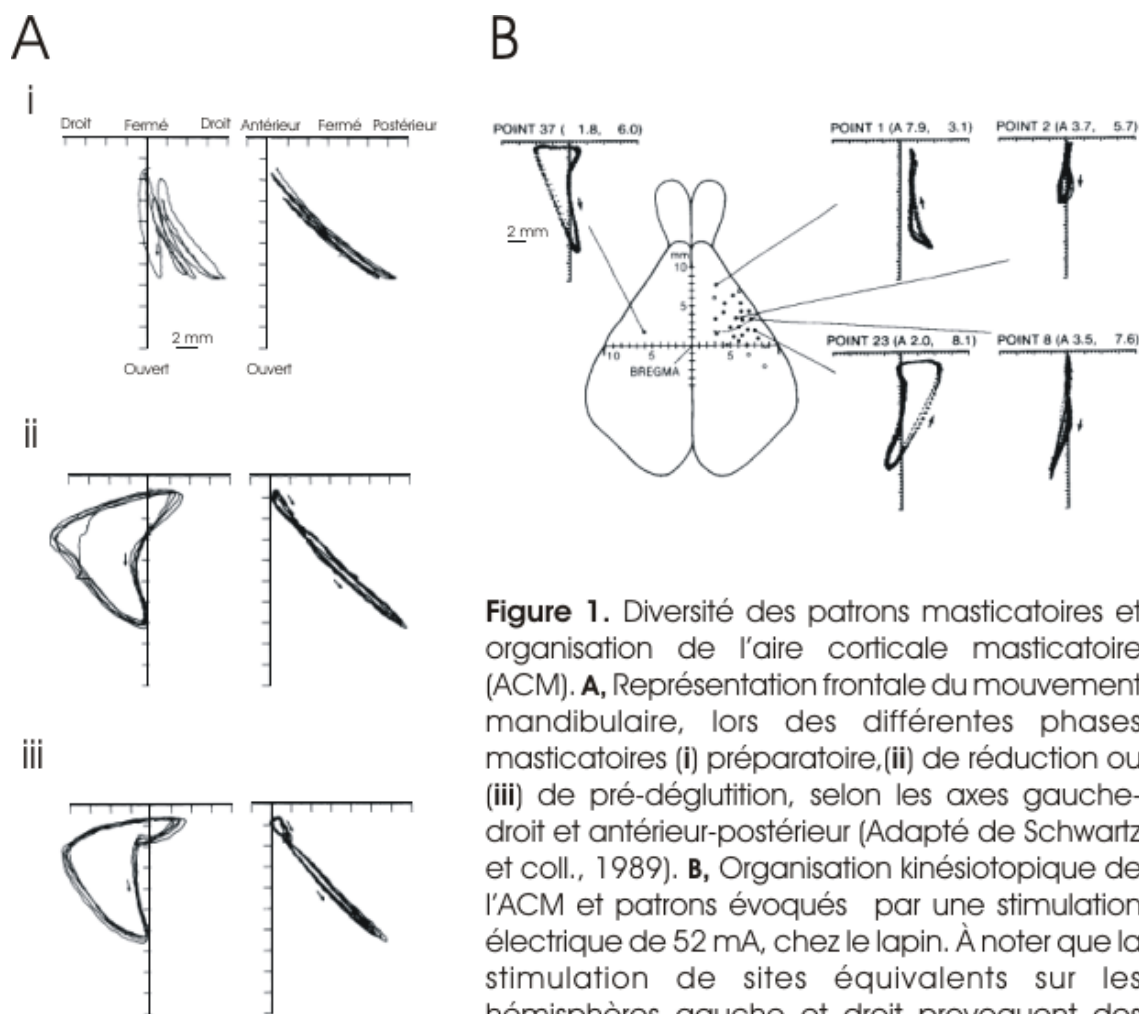 A
B
i
Droit Fermé Droit Antérieur Fermé Postérieur
2 mm
Ouvert Ouvert
ii
iii
POINT 37 ( 1.8, 6.0)
POINT 1 (A 7.9, 3.1)
POINT 2 (A 3.7, 5.7)
2 mm
mm
10
5
10 5 5
BREGMA
POINT 23 (A 2.0, 8.1)
POINT 8 (A 3.5, 7.6)
Figure 1. Diversité des patrons masticatoires et
organisation de l'aire corticale masticatoire
(ACM). A, Représentation frontale du mouvement
mandibulaire, lors des différentes phases
masticatoires (i) préparatoire,(ii) de réduction ou
(iii) de pré-déglutition, selon les axes gauche-
droit et antérieur-postérieur (Adapté de Schwartz
et coll., 1989). B, Organisation kinésiotopique de
l'ACM et patrons évoqués par une stimulation
électrique de 52 mA, chez le lapin. À noter que la
stimulation de sites équivalents sur les
hémisphères gauche et droit provoquent des